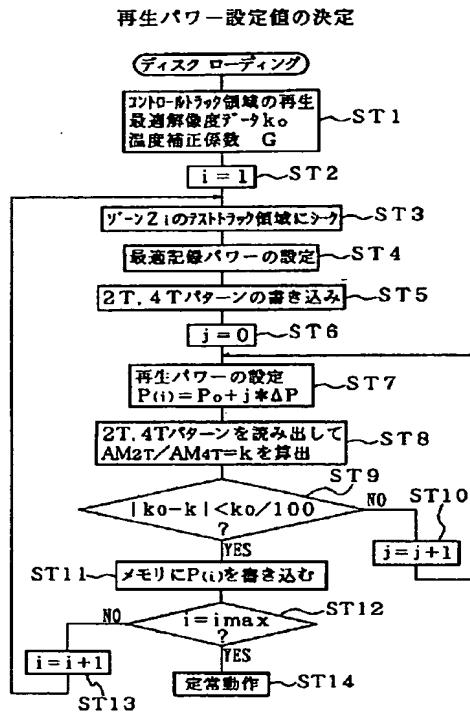 再生パワー設定値の決定
ディスク ローディング
コントロールトラック領域の再生
最適解像度データko
温度補正係数 G
ST1
i=1
ST2
ゾーンZiのテストトラック領域にシーク
ST3
最適記録パワーの設定
ST4
2T,4Tパターンの書き込み
ST5
j=0
ST6
再生パワーの設定
P(i)=Po+j*ΔP
ST7
2T,4Tパターンを読み出して
AM2T/AM4T=kを算出
ST8
|ko-k|<ko/100
?
ST9
NO
ST10
j=j+1
YES
ST11
メモリにP(i)を書き込む
i=imax
?
ST12
NO
i=i+1
ST13
YES
定常動作
ST14